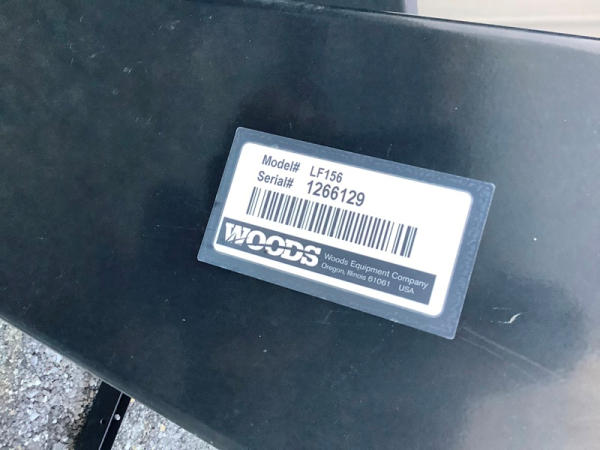 Model# LF156
Serial# 1266129
WOODS
Woods Equipment Company
Oregon, Illinois 61061 USA